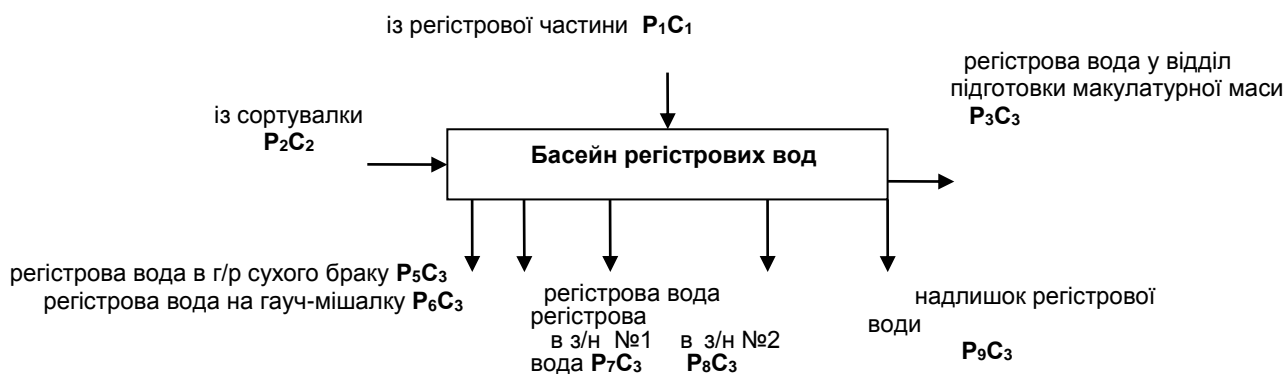 із регістрової частини P₁C₁
регістрова вода у відділ
підготовки макулатурної маси
P₃C₃
із сортувалки
P₂C₂
Басейн регістрових вод
регістрова вода в г/р сухого браку P₅C₃
регістрова вода на гауч-мішалку P₆C₃
регістрова вода
регістрова
в з/н №1 в з/н №2
вода P₇C₃ P₈C₃
надлишок регістрової
води
P₉C₃